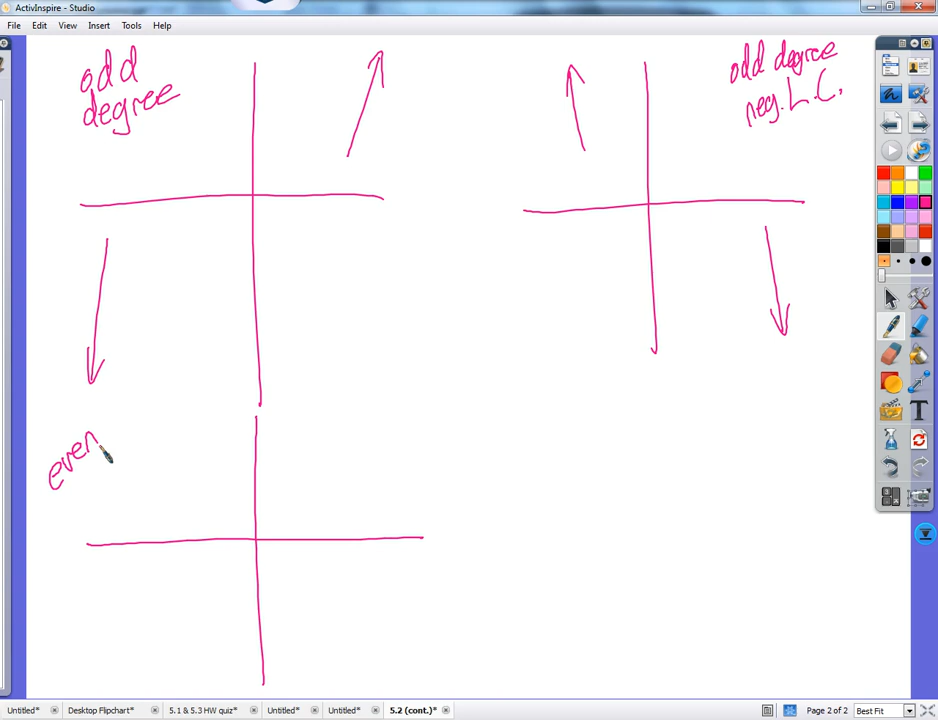 ActivInspire - Studio
File Edit View Insert Tools Help
odd
degree
odd degree
neg. L.C.
even
T
Untitled* Desktop Flipchart* 5.1 & 5.3 HW quiz* Untitled* Untitled* 5.2 (cont.)*
Page 2 of 2 Best Fit